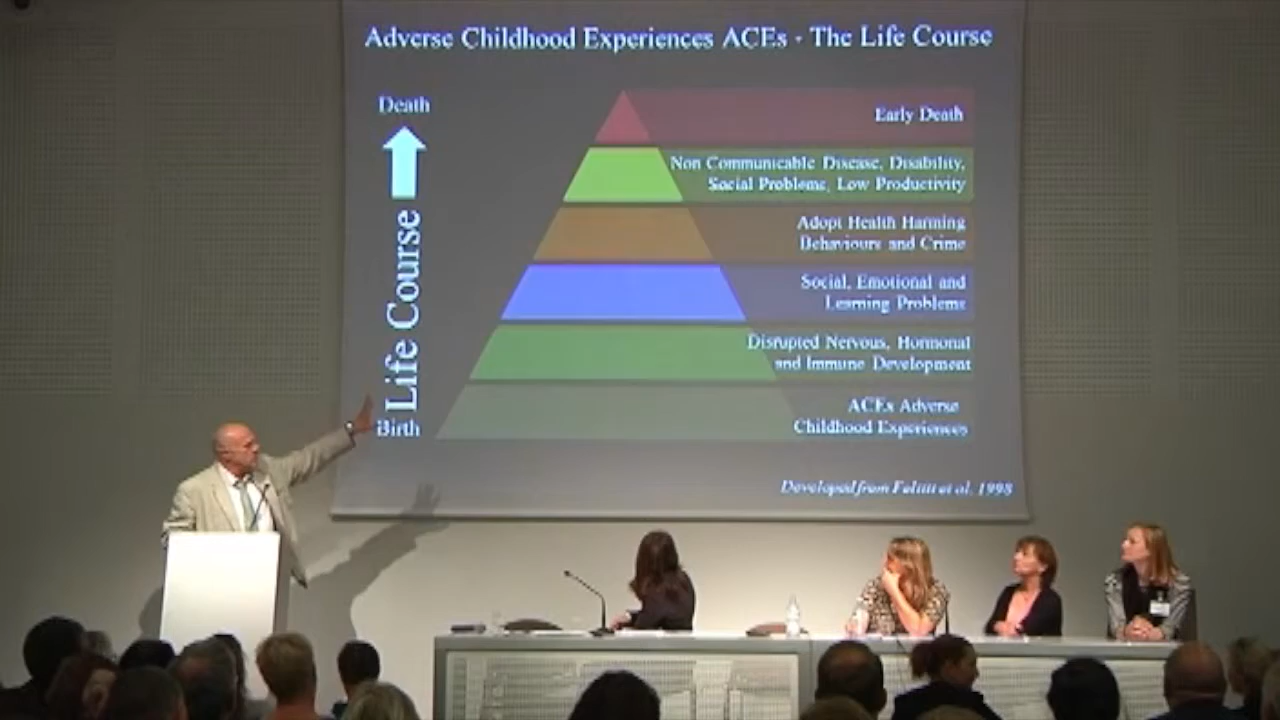 Adverse Childhood Experiences ACEs - The Life Course
Death
Early Death
Non Communicable Disease, Disability,
Social Problems, Low Productivity
Adopt Health Harming
Behaviours and Crime
Social, Emotional and
Learning Problems
Disrupted Nervous, Hormonal
and Immune Development
ACEs Adverse
Childhood Experiences
Life Course
Birth
Developed from Felitti et al. 1998